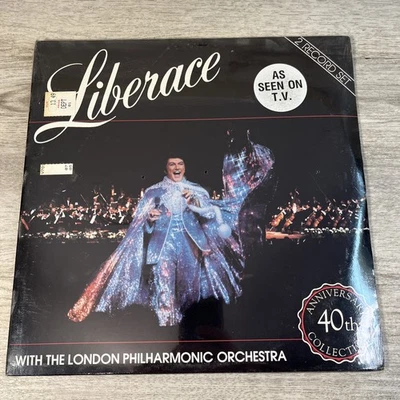 Liberace
2 RECORD SET
AS
SEEN ON
T.V.
ANNIVERSARY
40th
COLLECTION
WITH THE LONDON PHILHARMONIC ORCHESTRA